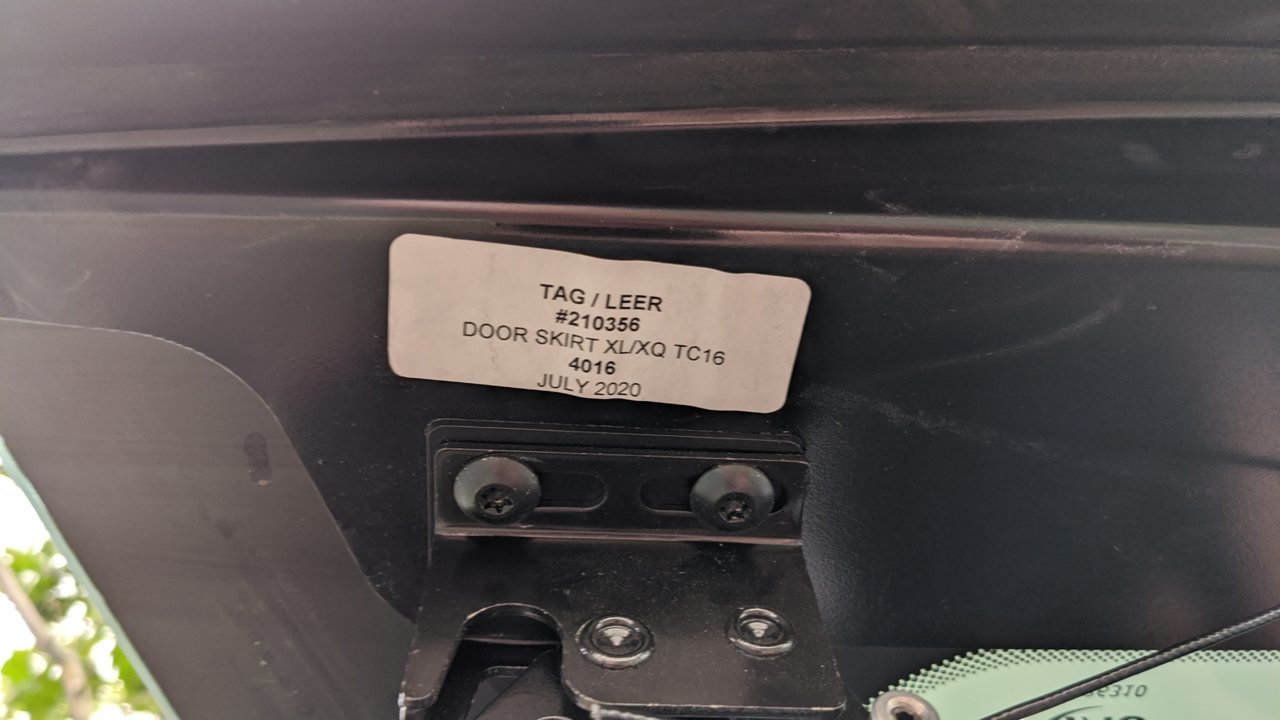 TAG / LEER
#210356
DOOR SKIRT XL/XQ TC16
4016
JULY 2020